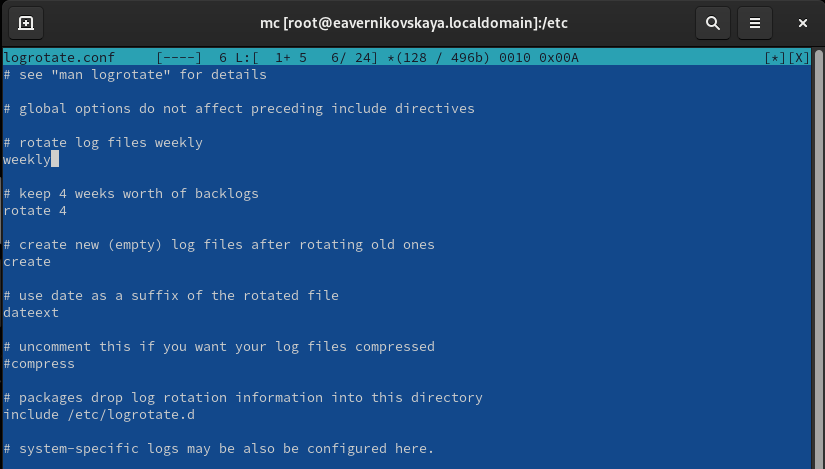 mc [root@eavernikovskaya.localdomain]:/etc
logrotate.conf     [----]  6 L:[  1+ 5   6/ 24] *(128 / 496b) 0010 0x00A     [*][X]
# see "man logrotate" for details
# global options do not affect preceding include directives
# rotate log files weekly
weekly
# keep 4 weeks worth of backlogs
rotate 4
# create new (empty) log files after rotating old ones
create
# use date as a suffix of the rotated file
dateext
# uncomment this if you want your log files compressed
#compress
# packages drop log rotation information into this directory
include /etc/logrotate.d
# system-specific logs may be also be configured here.